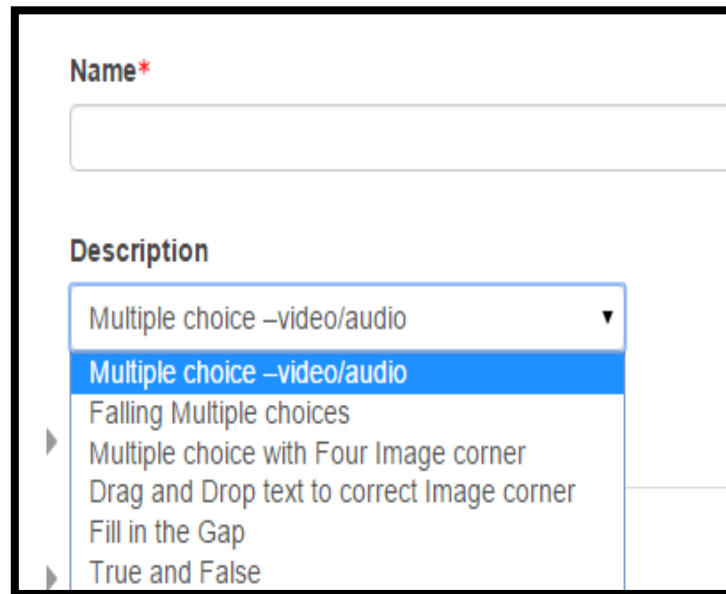 Name*
Description
Multiple choice –video/audio
Multiple choice –video/audio
Falling Multiple choices
Multiple choice with Four Image corner
Drag and Drop text to correct Image corner
Fill in the Gap
True and False